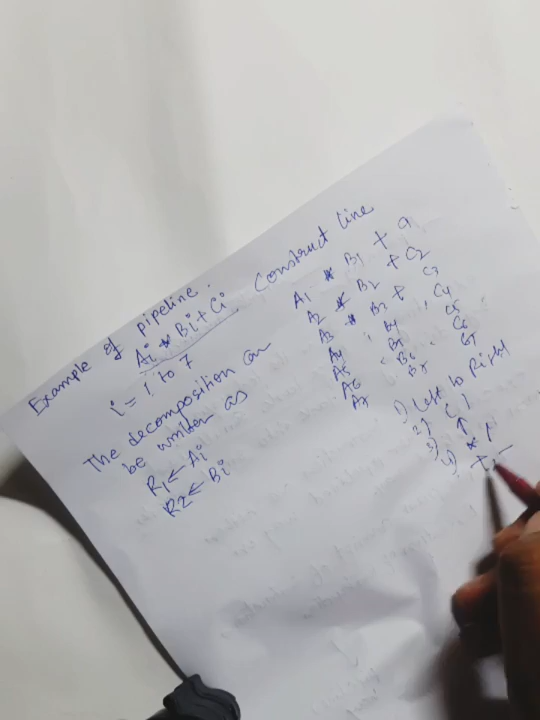 Example of pipeline.
Ai * Bi + Ci Construct line
i = 1 to 7
The decomposition an
be written as
R1 ← Ai
R2 ← Bi
A1 * B1 + C1
A2 * B2 + C2
A3 * B3 + C3
A4 B4 C4
A5 B5 C5
A6 B6 C6
A7 B7 C7
1) Left to Right
2) ( )
3) ↑
4) * /
+ -